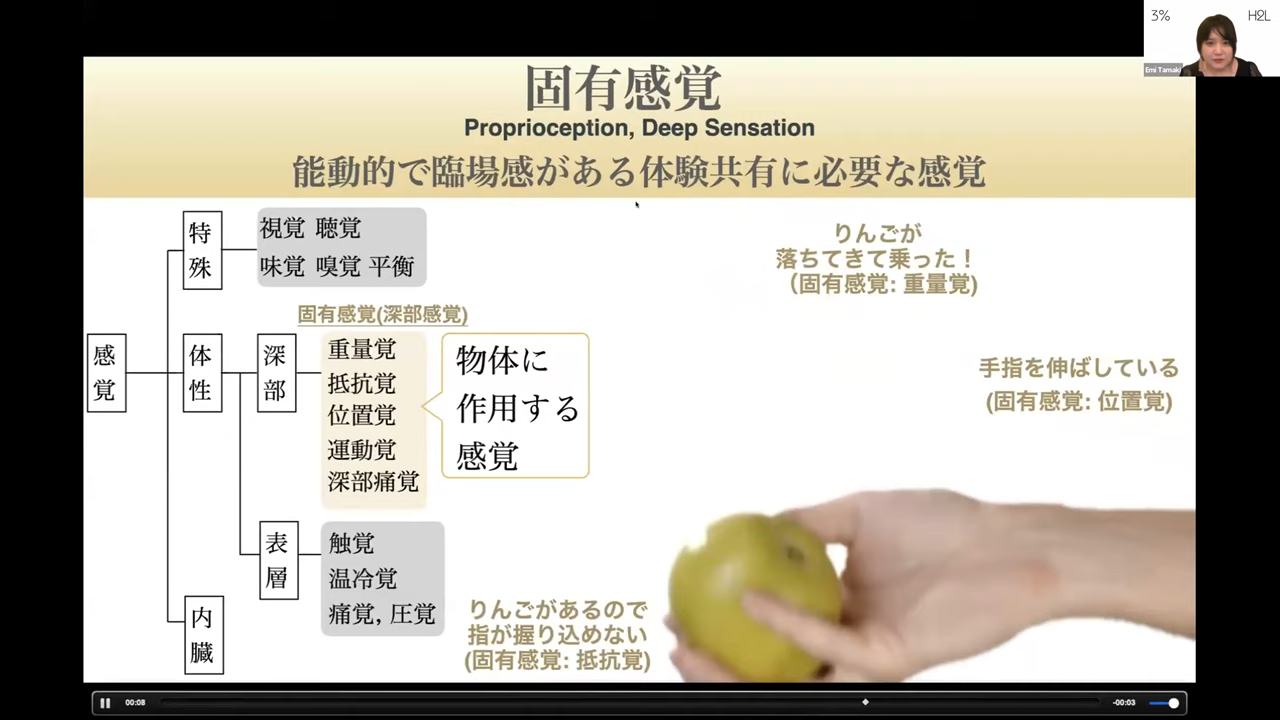 3%
H2L
Emi Tamaki
固有感覚
Proprioception, Deep Sensation
能動的で臨場感がある体験共有に必要な感覚
感覚
特殊
視覚 聴覚
味覚 嗅覚 平衡
固有感覚(深部感覚)
体性
深部
重量覚
抵抗覚
位置覚
運動覚
深部痛覚
物体に
作用する
感覚
表層
触覚
温冷覚
痛覚, 圧覚
内臓
りんごが
落ちてきて乗った！
(固有感覚: 重量覚)
手指を伸ばしている
(固有感覚: 位置覚)
りんごがあるので
指が握り込めない
(固有感覚: 抵抗覚)
00:08
-00:03